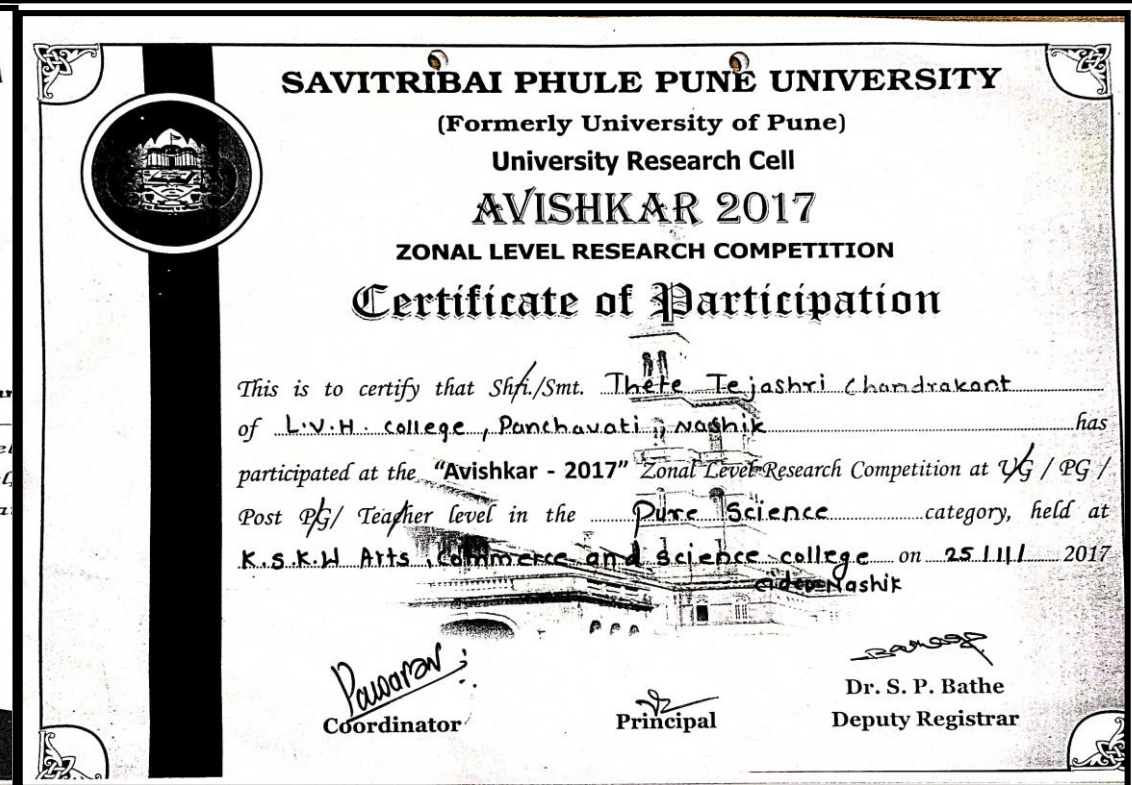 SAVITRIBAI PHULE PUNE UNIVERSITY
(Formerly University of Pune)
University Research Cell
AVISHKAR 2017
ZONAL LEVEL RESEARCH COMPETITION
Certificate of Participation
This is to certify that Shri./Smt. Thete Tejashri Chandrakant
of L.V.H. college, Panchavati, Nashik has
participated at the "Avishkar - 2017" Zonal Level Research Competition at UG / PG /
Post PG/ Teacher level in the Pure Science category, held at
K.S.K.W Arts, Commerce and science college on 25/11/ 2017
Nashik
Pawar
Coordinator
Principal
Dr. S. P. Bathe
Deputy Registrar